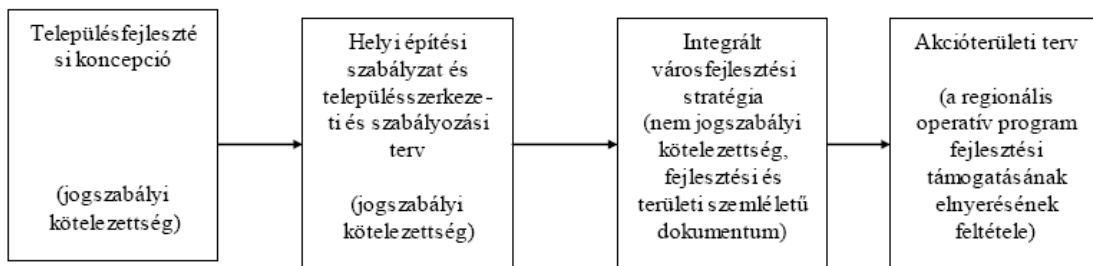 Településfejleszté
si koncepció
(jogszabályi
kötelezettség)
Helyi építési
szabályzat és
településszerkeze-
ti és szabályozási
terv
(jogszabályi
kötelezettség)
Integrált
városfejlesztési
stratégia
(nem jogszabályi
kötelezettség,
fejlesztési és
területi szemléletű
dokumentum)
Akcióterületi terv
(a regionális
operatív program
fejlesztési
támogatásának
elnyerésének
feltétele)